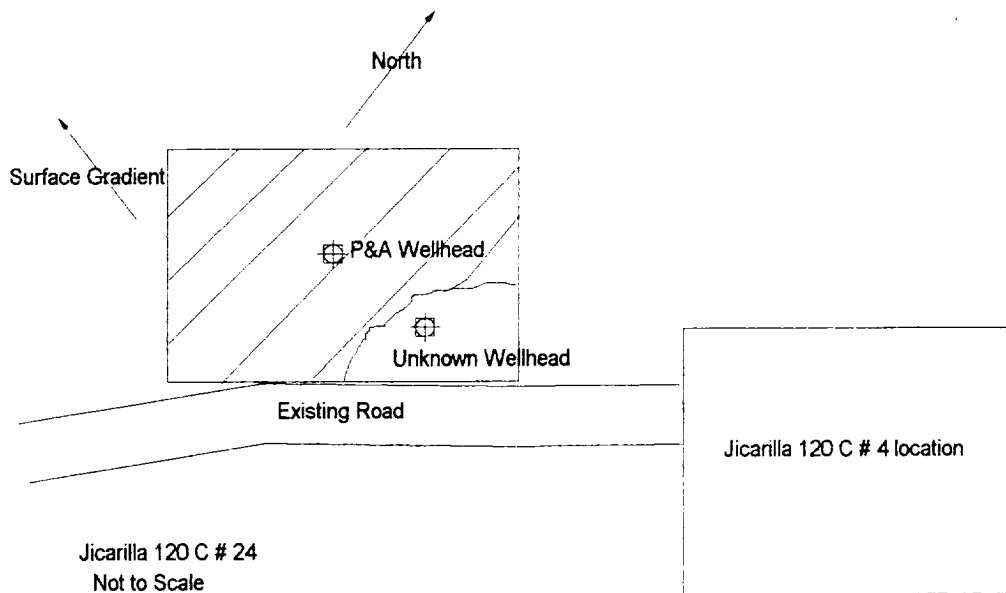 North
Surface Gradient
P&A Wellhead
Unknown Wellhead
Existing Road
Jicarilla 120 C # 4 location
Jicarilla 120 C # 24
Not to Scale